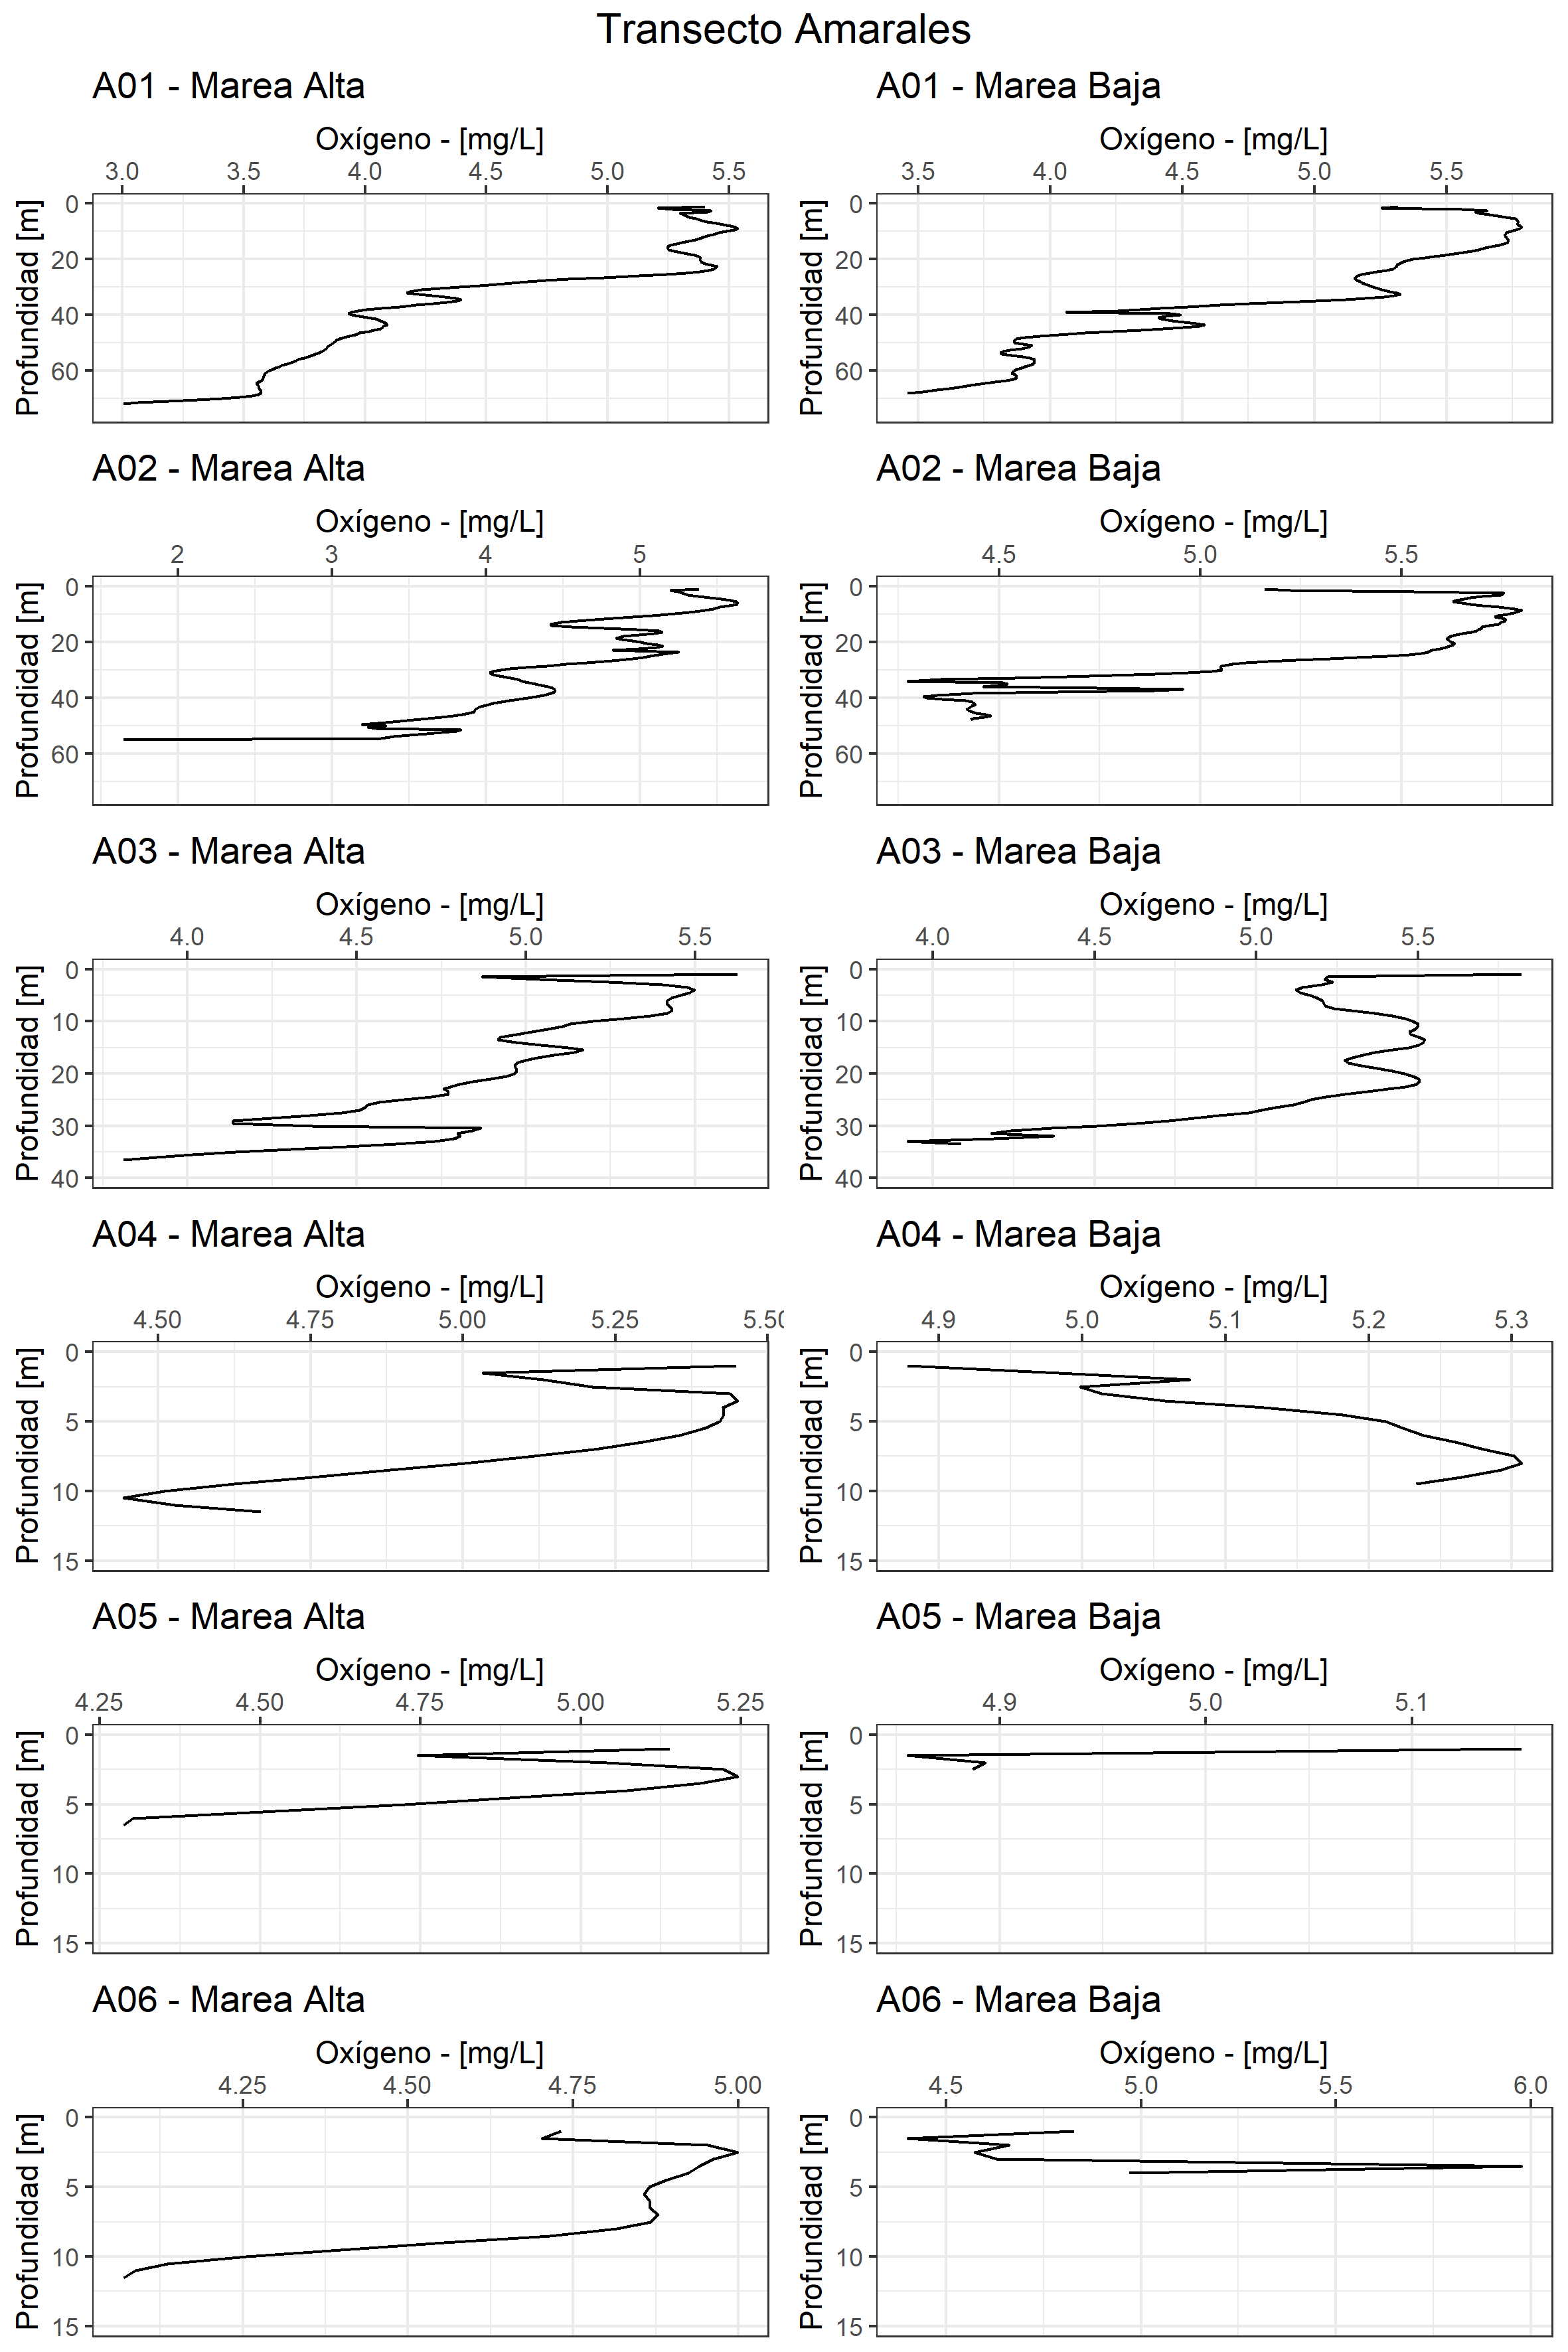 Transecto Amarales
A01 - Marea Alta
Oxígeno - [mg/L]
3.0 3.5 4.0 4.5 5.0 5.5
Profundidad [m]
0
20
40
60
A01 - Marea Baja
Oxígeno - [mg/L]
3.5 4.0 4.5 5.0 5.5
Profundidad [m]
0
20
40
60
A02 - Marea Alta
Oxígeno - [mg/L]
2 3 4 5
Profundidad [m]
0
20
40
60
A02 - Marea Baja
Oxígeno - [mg/L]
4.5 5.0 5.5
Profundidad [m]
0
20
40
60
A03 - Marea Alta
Oxígeno - [mg/L]
4.0 4.5 5.0 5.5
Profundidad [m]
0
10
20
30
40
A03 - Marea Baja
Oxígeno - [mg/L]
4.0 4.5 5.0 5.5
Profundidad [m]
0
10
20
30
40
A04 - Marea Alta
Oxígeno - [mg/L]
4.50 4.75 5.00 5.25 5.50
Profundidad [m]
0
5
10
15
A04 - Marea Baja
Oxígeno - [mg/L]
4.9 5.0 5.1 5.2 5.3
Profundidad [m]
0
5
10
15
A05 - Marea Alta
Oxígeno - [mg/L]
4.25 4.50 4.75 5.00 5.25
Profundidad [m]
0
5
10
15
A05 - Marea Baja
Oxígeno - [mg/L]
4.9 5.0 5.1
Profundidad [m]
0
5
10
15
A06 - Marea Alta
Oxígeno - [mg/L]
4.25 4.50 4.75 5.00
Profundidad [m]
0
5
10
15
A06 - Marea Baja
Oxígeno - [mg/L]
4.5 5.0 5.5 6.0
Profundidad [m]
0
5
10
15